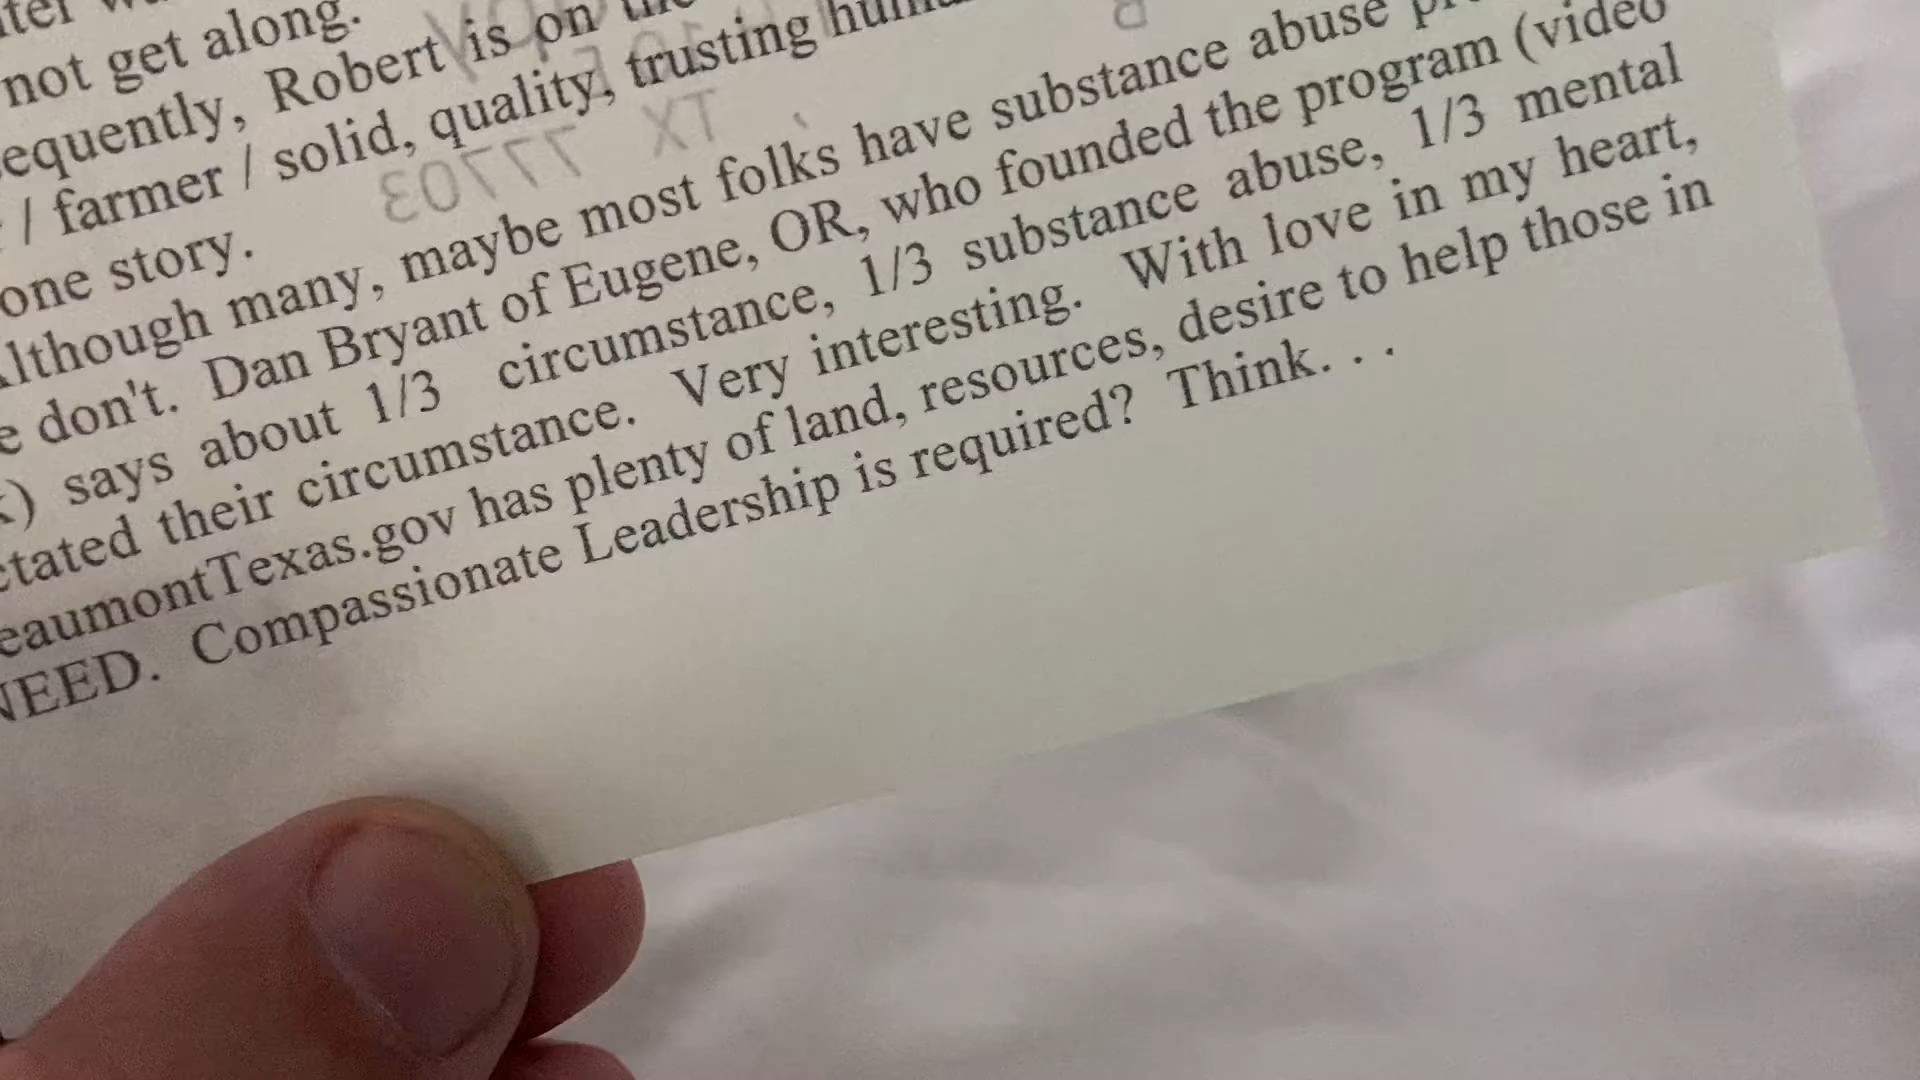 not get along.
equently, Robert is on
/ farmer / solid, quality, trusting
one story.
lthough many, maybe most folks have substance abuse
don't. Dan Bryant of Eugene, OR, who founded the program (video
) says about 1/3 circumstance, 1/3 substance abuse, 1/3 mental
tated their circumstance. Very interesting. With love in my heart,
eaumontTexas.gov has plenty of land, resources, desire to help those in
NEED. Compassionate Leadership is required? Think. . .
TX 77703